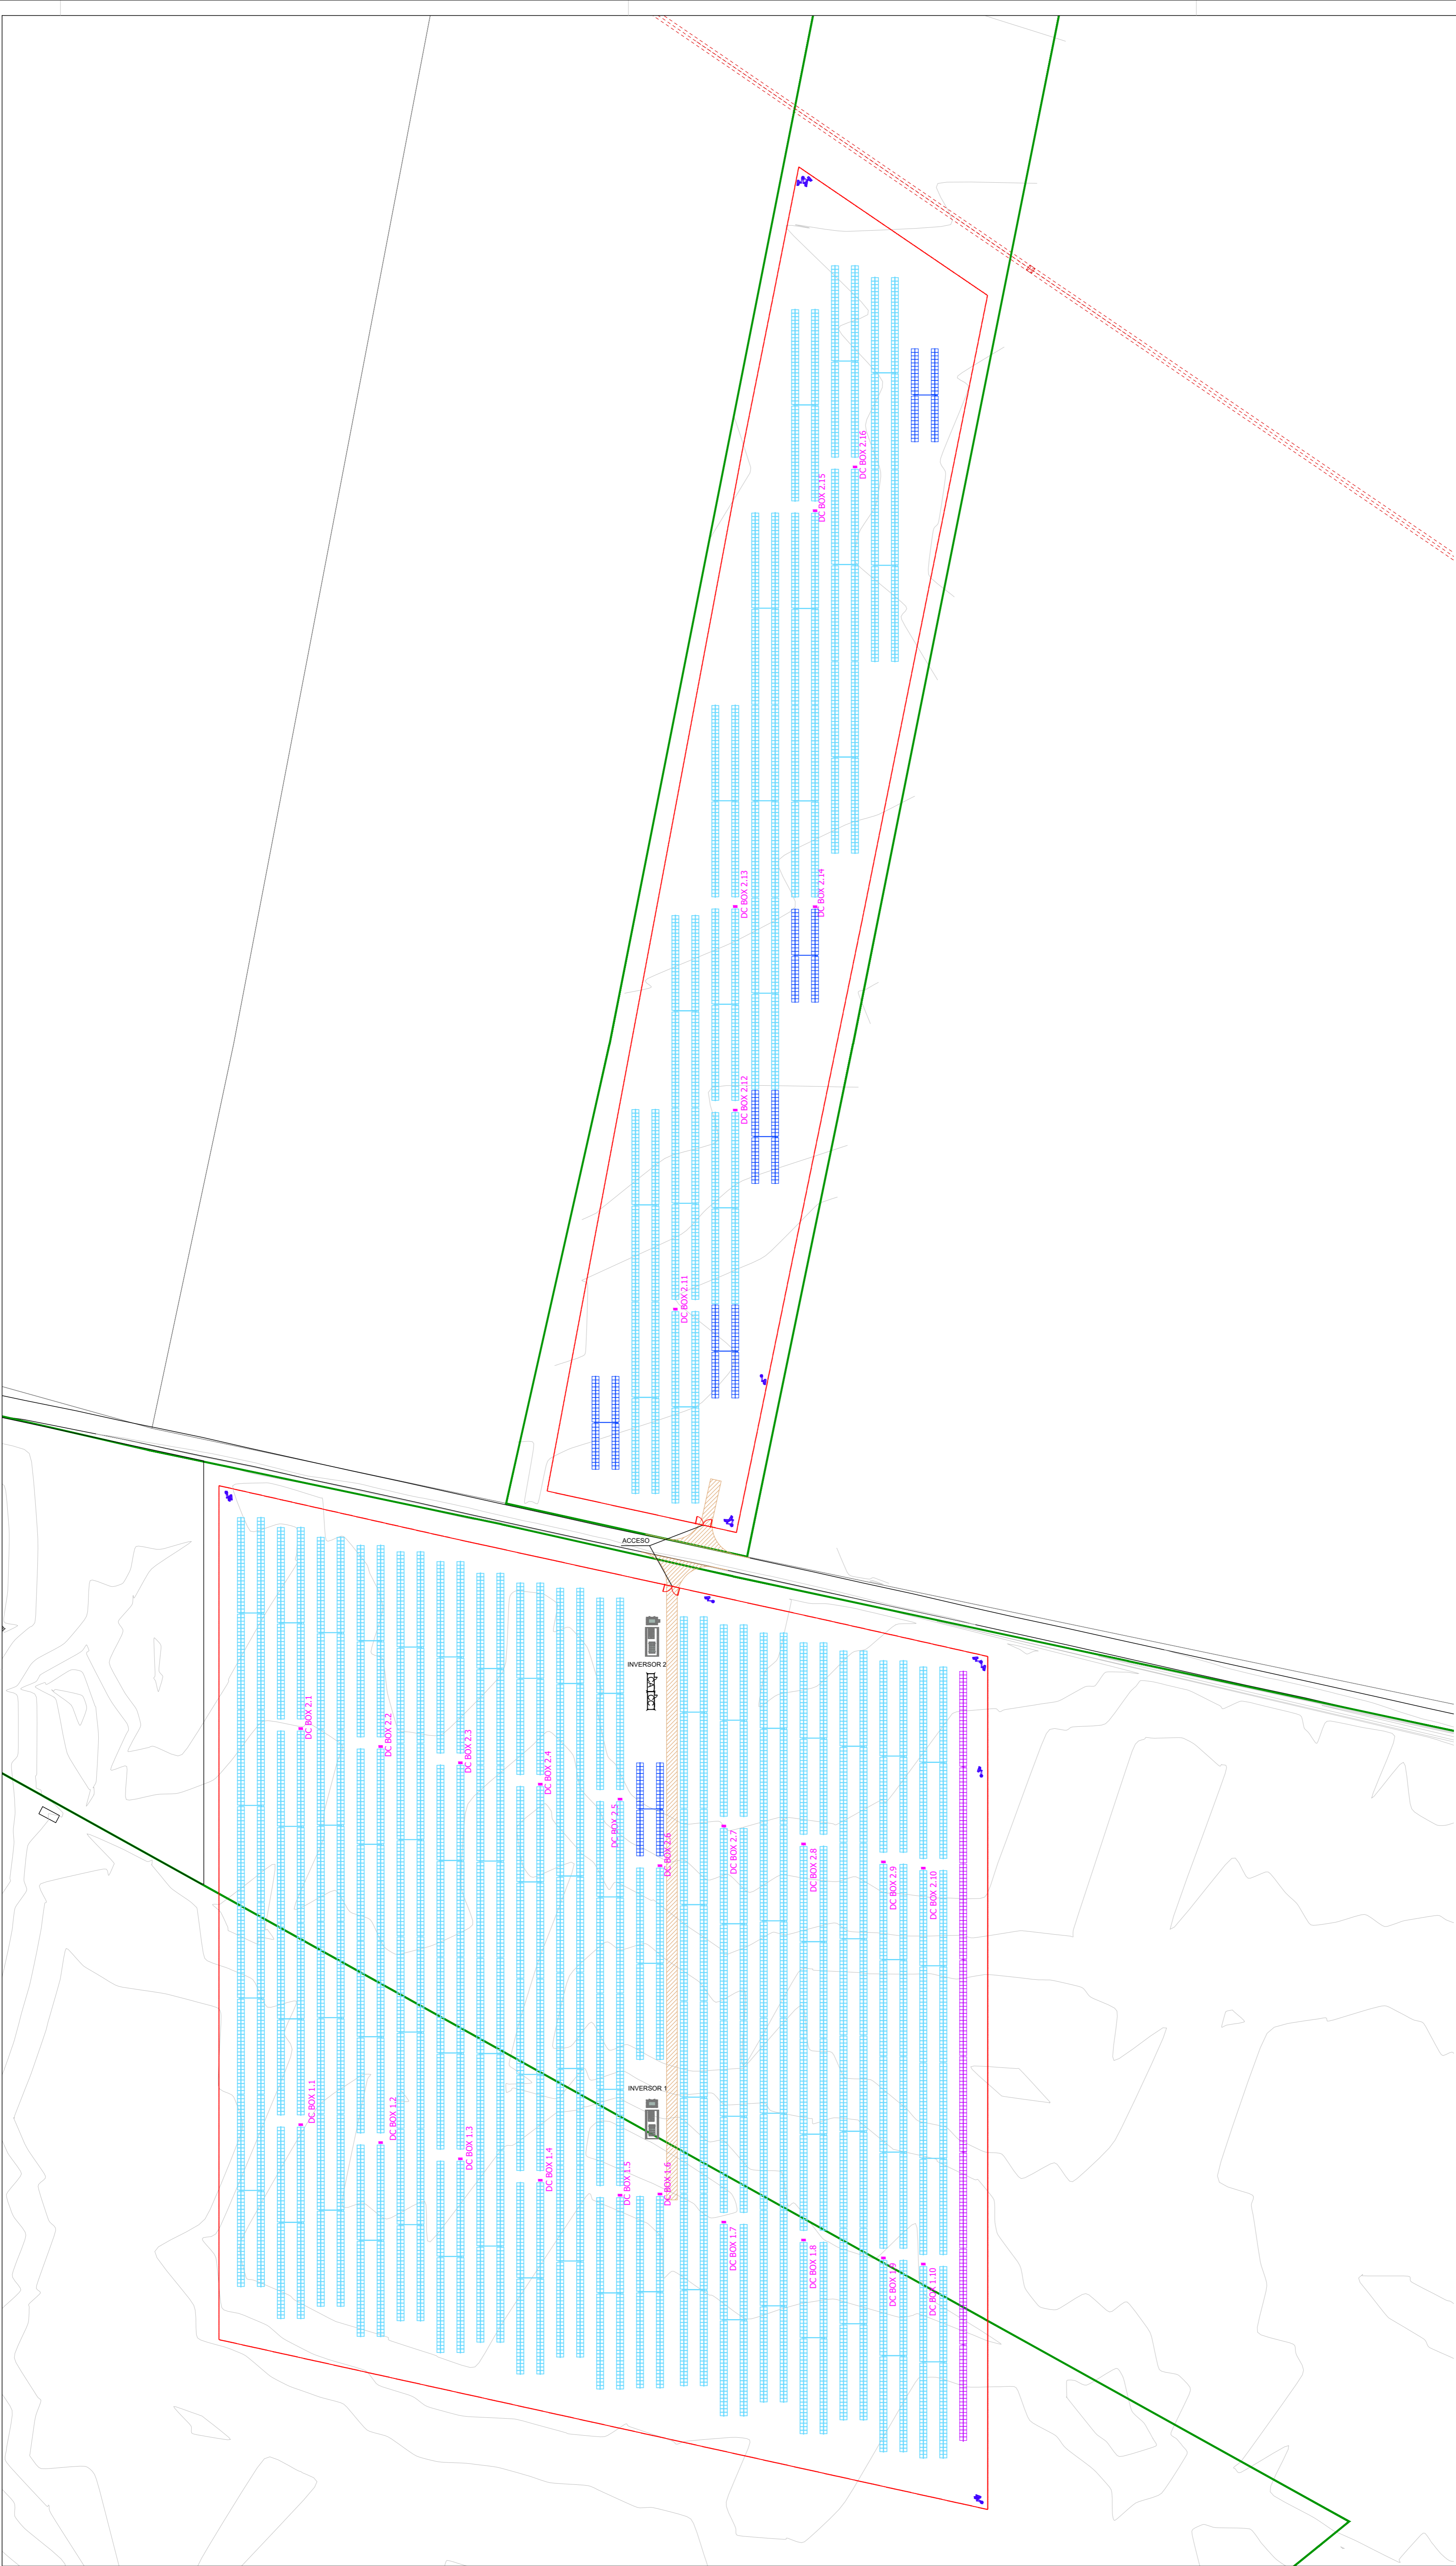 DC BOX 2.16
DC BOX 2.15
DC BOX 2.14
DC BOX 2.13
DC BOX 2.12
DC BOX 2.11
ACCESO
INVERSOR 2
DC BOX 2.1
DC BOX 2.2
DC BOX 2.3
DC BOX 2.4
DC BOX 2.5
DC BOX 2.6
DC BOX 2.7
DC BOX 2.8
DC BOX 2.9
DC BOX 2.10
INVERSOR 1
DC BOX 1.1
DC BOX 1.2
DC BOX 1.3
DC BOX 1.4
DC BOX 1.5
DC BOX 1.6
DC BOX 1.7
DC BOX 1.8
DC BOX 1.9
DC BOX 1.10